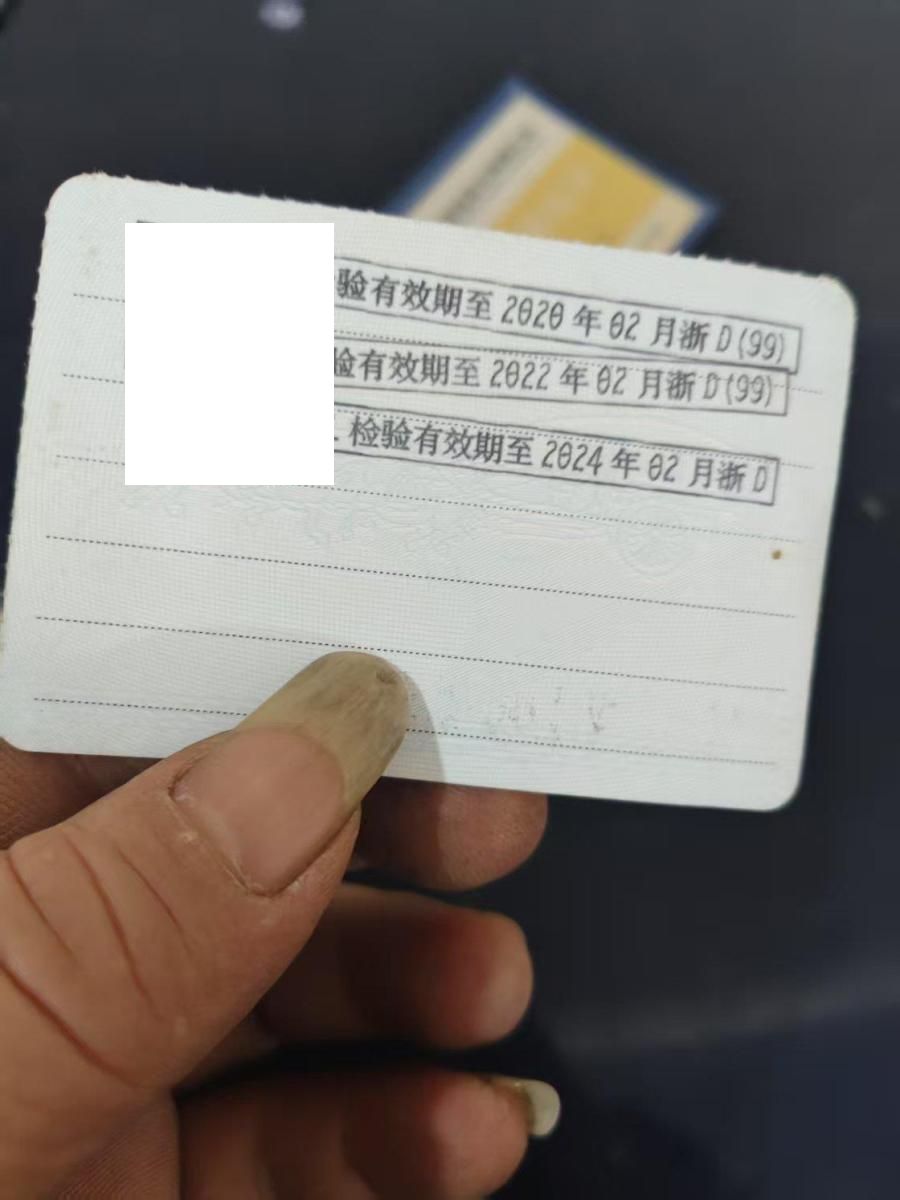 验有效期至 2020 年 02 月浙 D(99)
验有效期至 2022 年 02 月浙 D(99)
检验有效期至 2024 年 02 月浙 D